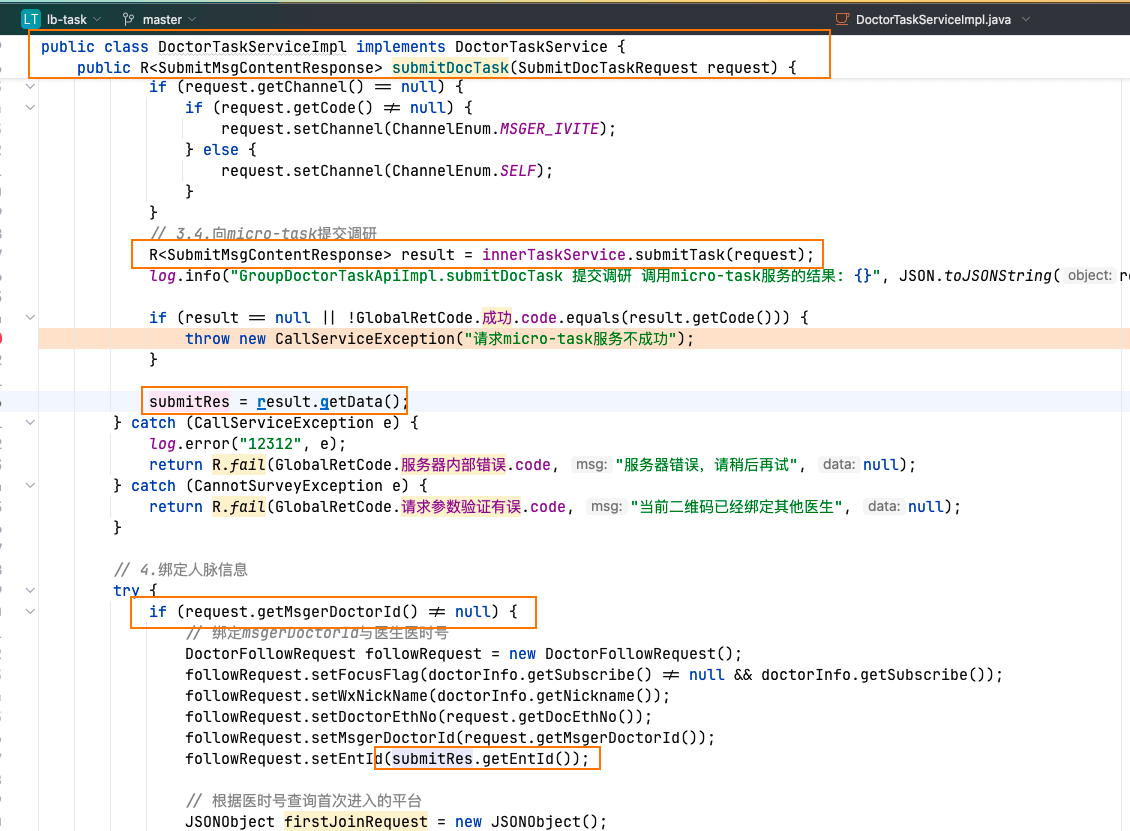 LT lb-task master DoctorTaskServiceImpl.java
public class DoctorTaskServiceImpl implements DoctorTaskService {
public R<SubmitMsgContentResponse> submitDocTask(SubmitDocTaskRequest request) {
if (request.getChannel() == null) {
if (request.getCode() != null) {
request.setChannel(ChannelEnum.MSGER_IVITE);
} else {
request.setChannel(ChannelEnum.SELF);
}
}
// 3.4.向micro-task提交调研
R<SubmitMsgContentResponse> result = innerTaskService.submitTask(request);
log.info("GroupDoctorTaskApiImpl.submitDocTask 提交调研 调用micro-task服务的结果: {}", JSON.toJSONString( object:
if (result == null || !GlobalRetCode.成功.code.equals(result.getCode())) {
throw new CallServiceException("请求micro-task服务不成功");
}
submitRes = result.getData();
} catch (CallServiceException e) {
log.error("12312", e);
return R.fail(GlobalRetCode.服务器内部错误.code, msg: "服务器错误，请稍后再试", data: null);
} catch (CannotSurveyException e) {
return R.fail(GlobalRetCode.请求参数验证有误.code, msg: "当前二维码已经绑定其他医生", data: null);
}
// 4.绑定人脉信息
try {
if (request.getMsgerDoctorId() != null) {
// 绑定msgerDoctorId与医生医时号
DoctorFollowRequest followRequest = new DoctorFollowRequest();
followRequest.setFocusFlag(doctorInfo.getSubscribe() != null && doctorInfo.getSubscribe());
followRequest.setWxNickName(doctorInfo.getNickname());
followRequest.setDoctorEthNo(request.getDocEthNo());
followRequest.setMsgerDoctorId(request.getMsgerDoctorId());
followRequest.setEntId(submitRes.getEntId());
// 根据医时号查询首次进入的平台
JSONObject firstJoinRequest = new JSONObject();